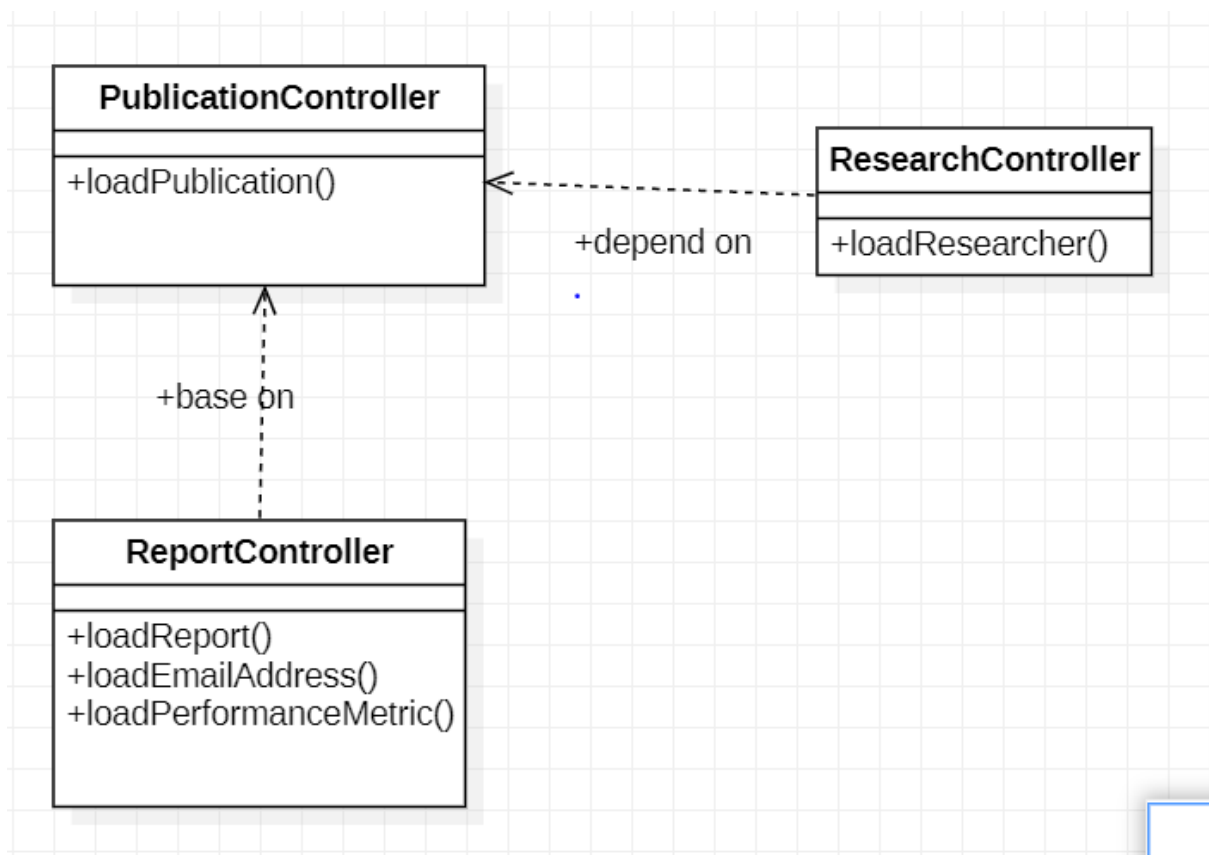 PublicationController
+loadPublication()
ResearchController
+loadResearcher()
+depend on
+base on
ReportController
+loadReport()
+loadEmailAddress()
+loadPerformanceMetric()